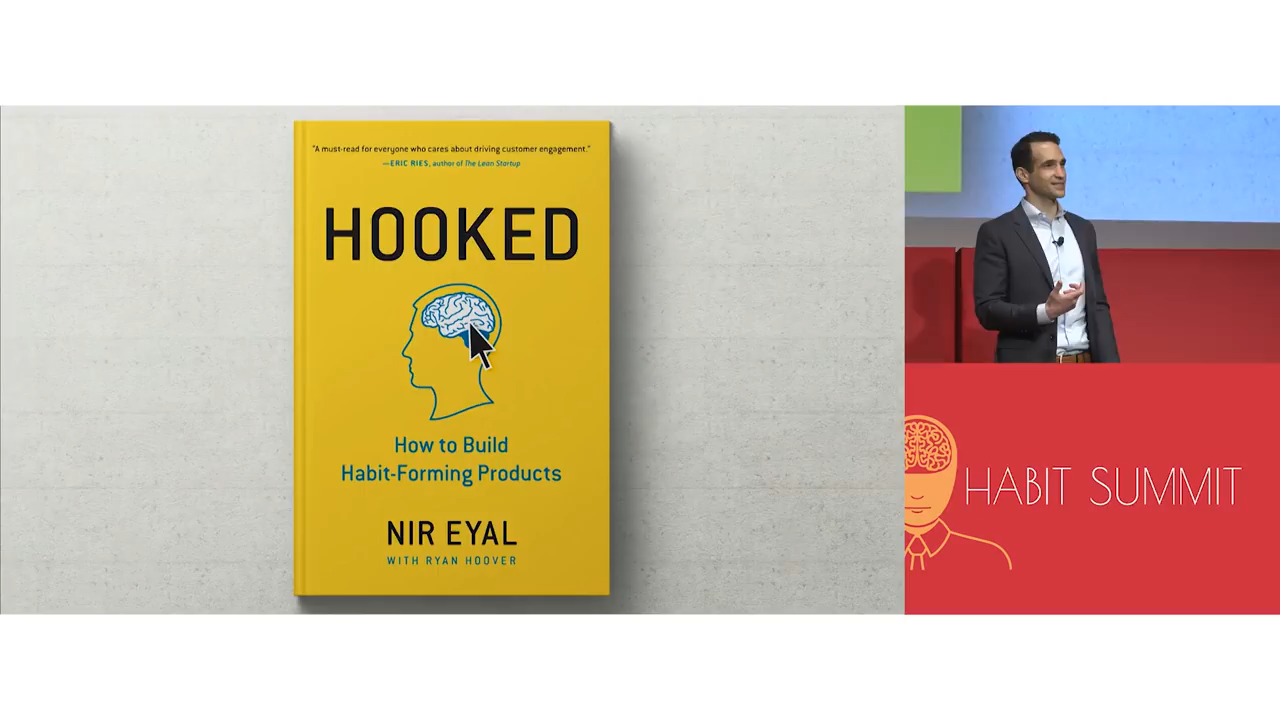 "A must-read for everyone who cares about driving customer engagement."
—ERIC RIES, author of The Lean Startup
HOOKED
How to Build
Habit-Forming Products
NIR EYAL
WITH RYAN HOOVER
HABIT SUMMIT